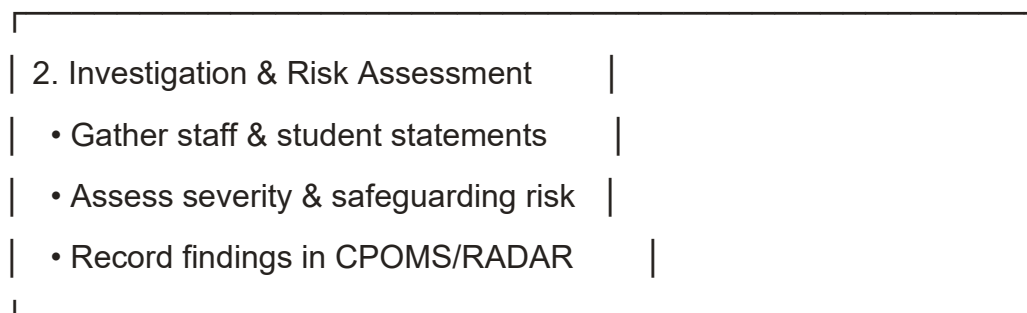 2. Investigation & Risk Assessment
• Gather staff & student statements
• Assess severity & safeguarding risk
• Record findings in CPOMS/RADAR